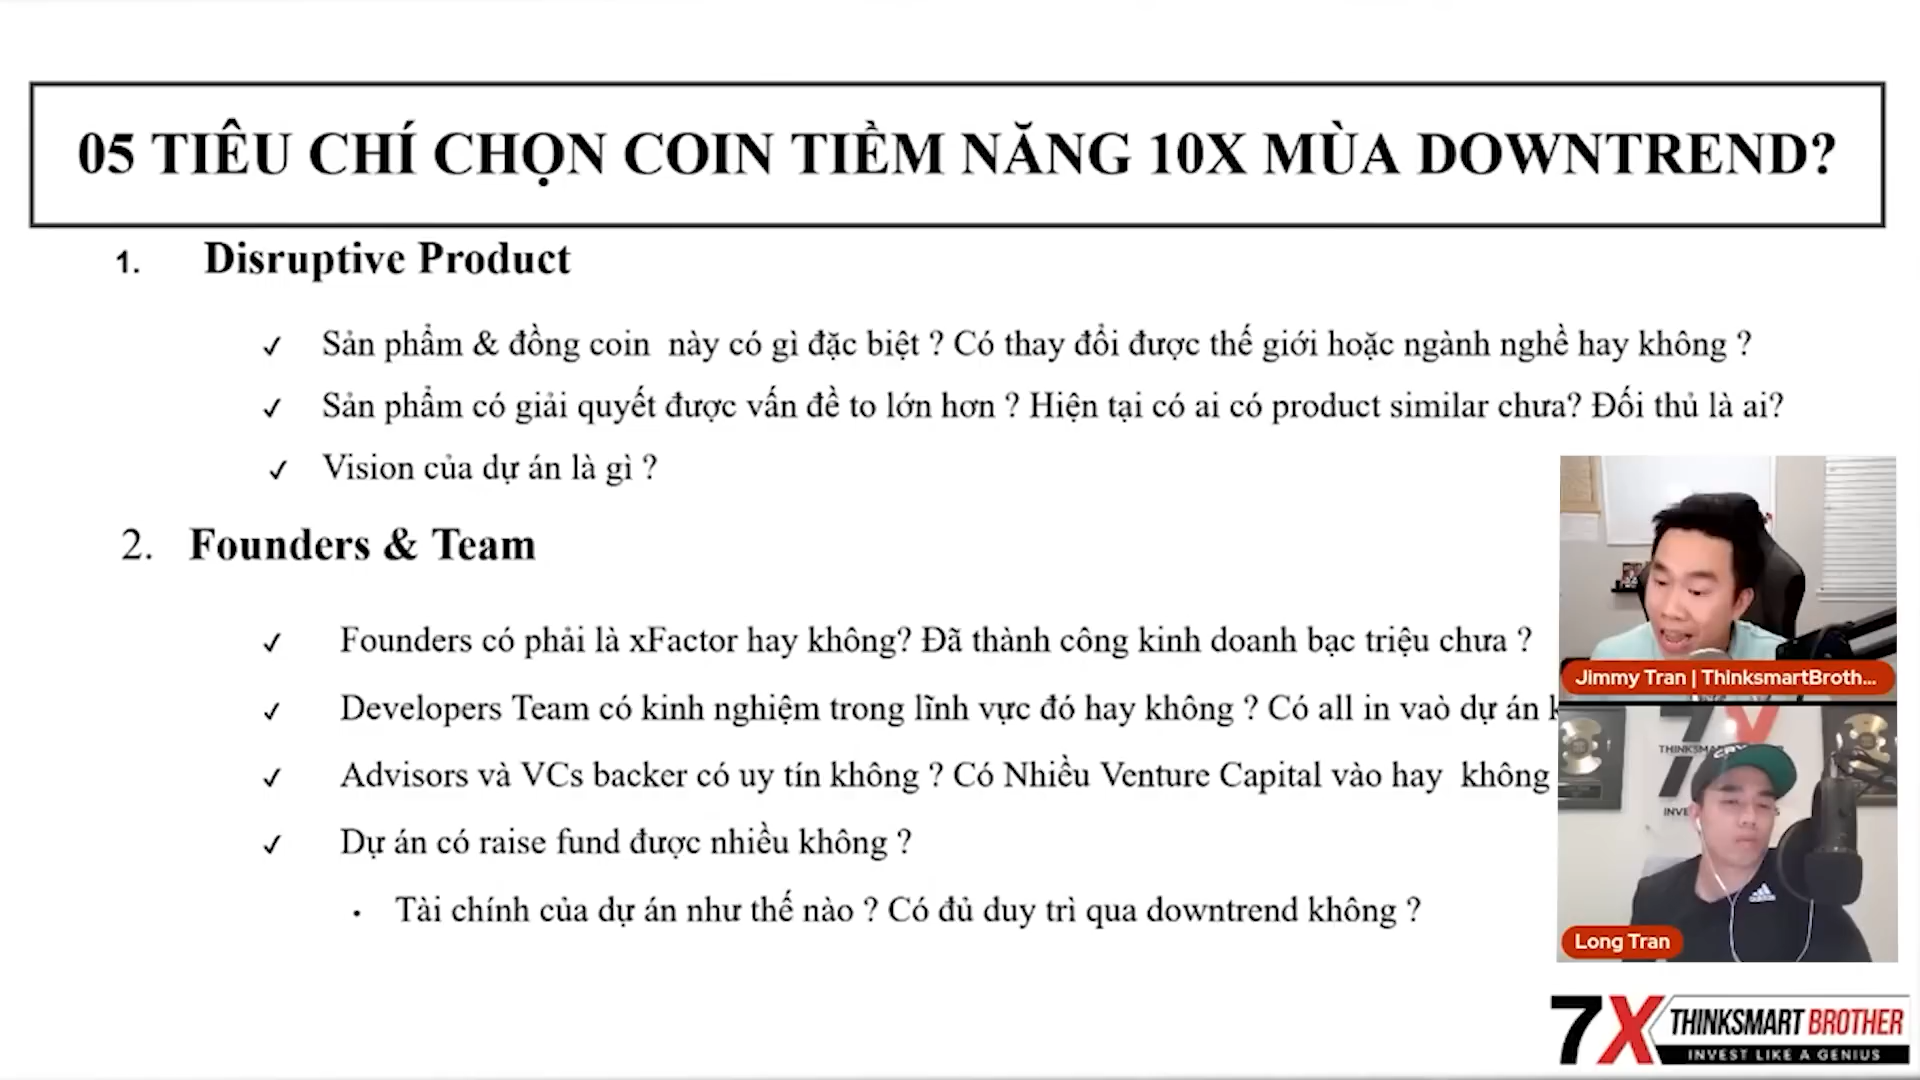 05 TIÊU CHÍ CHỌN COIN TIỀM NĂNG 10X MÙA DOWNTREND?
1. Disruptive Product
✓ Sản phẩm & đồng coin này có gì đặc biệt ? Có thay đổi được thế giới hoặc ngành nghề hay không ?
✓ Sản phẩm có giải quyết được vấn đề to lớn hơn ? Hiện tại có ai có product similar chưa? Đối thủ là ai?
✓ Vision của dự án là gì ?
2. Founders & Team
✓ Founders có phải là xFactor hay không? Đã thành công kinh doanh bạc triệu chưa ?
✓ Developers Team có kinh nghiệm trong lĩnh vực đó hay không ? Có all in vaò dự án
✓ Advisors và VCs backer có uy tín không ? Có Nhiều Venture Capital vào hay không
✓ Dự án có raise fund được nhiều không ?
• Tài chính của dự án như thế nào ? Có đủ duy trì qua downtrend không ?
Jimmy Tran | ThinksmartBroth...
Long Tran
7X THINKSMART BROTHER
INVEST LIKE A GENIUS